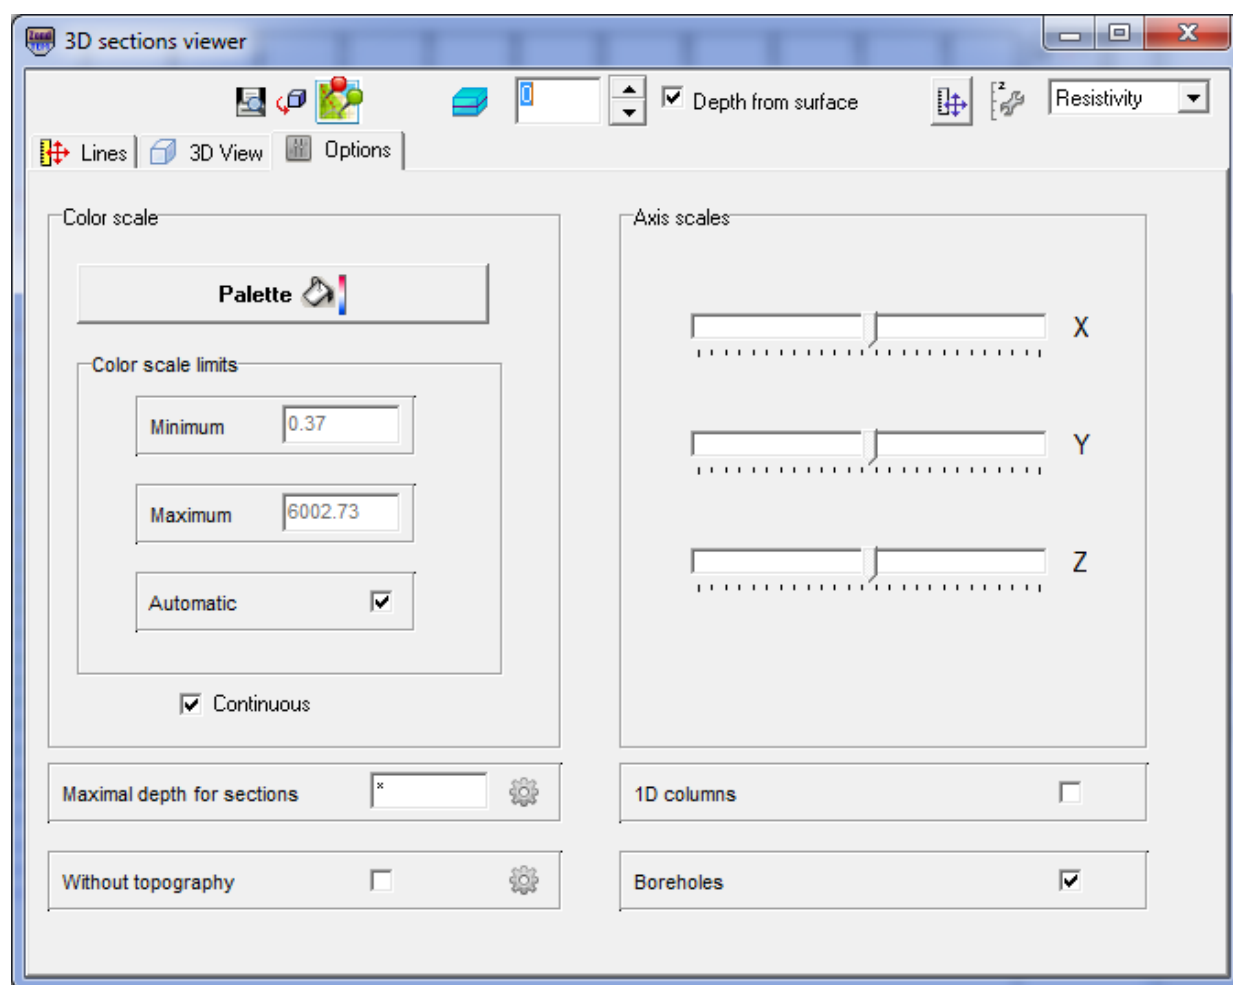 3D sections viewer
0
Depth from surface
2
Resistivity
Lines
3D View
Options
Color scale
Palette
Color scale limits
Minimum
0.37
Maximum
6002.73
Automatic
Continuous
Axis scales
X
Y
Z
Maximal depth for sections
*
1D columns
Without topography
Boreholes